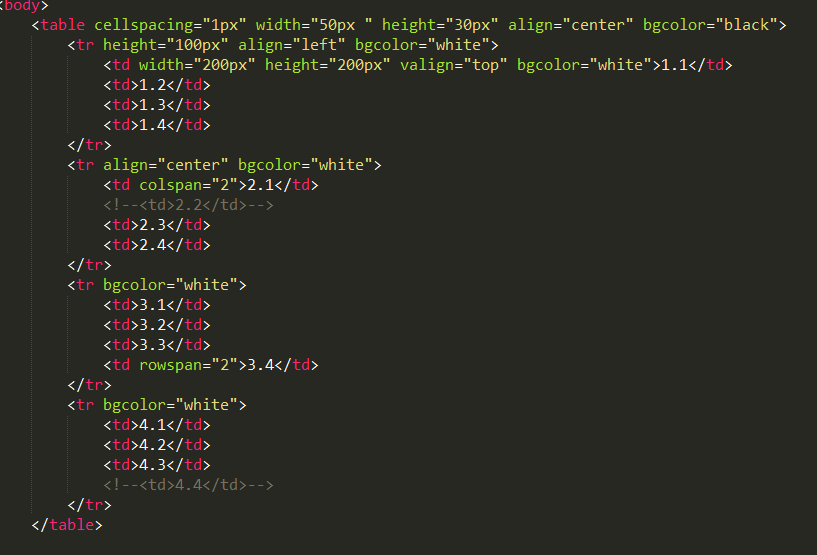 <body>
<table cellspacing="1px" width="50px " height="30px" align="center" bgcolor="black">
<tr height="100px" align="left" bgcolor="white">
<td width="200px" height="200px" valign="top" bgcolor="white">1.1</td>
<td>1.2</td>
<td>1.3</td>
<td>1.4</td>
</tr>
<tr align="center" bgcolor="white">
<td colspan="2">2.1</td>
<!--<td>2.2</td>-->
<td>2.3</td>
<td>2.4</td>
</tr>
<tr bgcolor="white">
<td>3.1</td>
<td>3.2</td>
<td>3.3</td>
<td rowspan="2">3.4</td>
</tr>
<tr bgcolor="white">
<td>4.1</td>
<td>4.2</td>
<td>4.3</td>
<!--<td>4.4</td>-->
</tr>
</table>